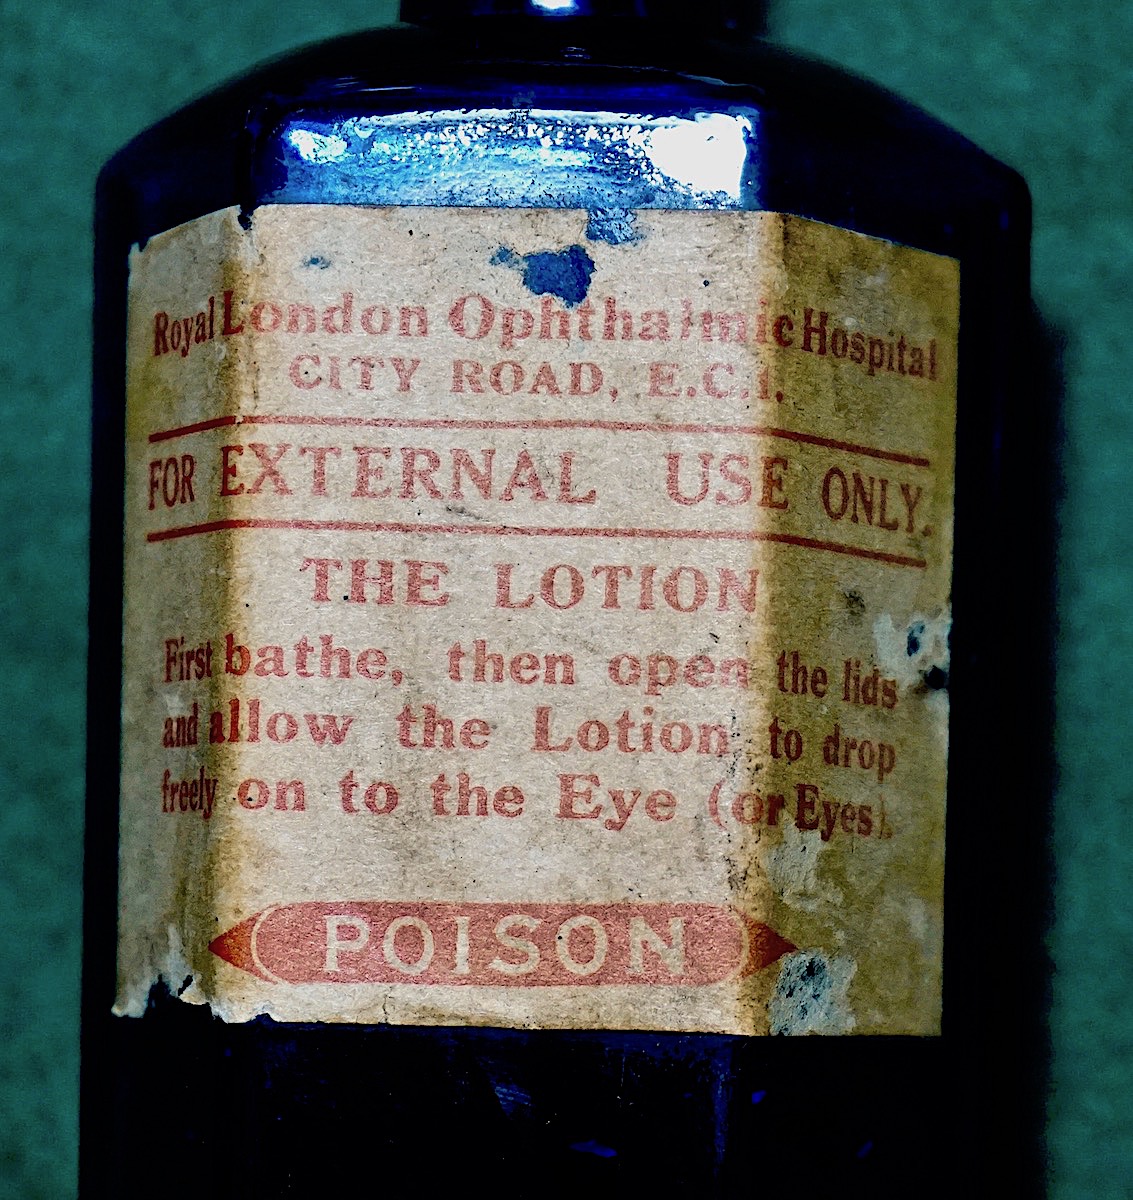 Royal London Ophthalmic Hospital
CITY ROAD, E.C.1.
FOR EXTERNAL USE ONLY.
THE LOTION
First bathe, then open the lids
and allow the Lotion to drop
freely on to the Eye (or Eyes).
POISON